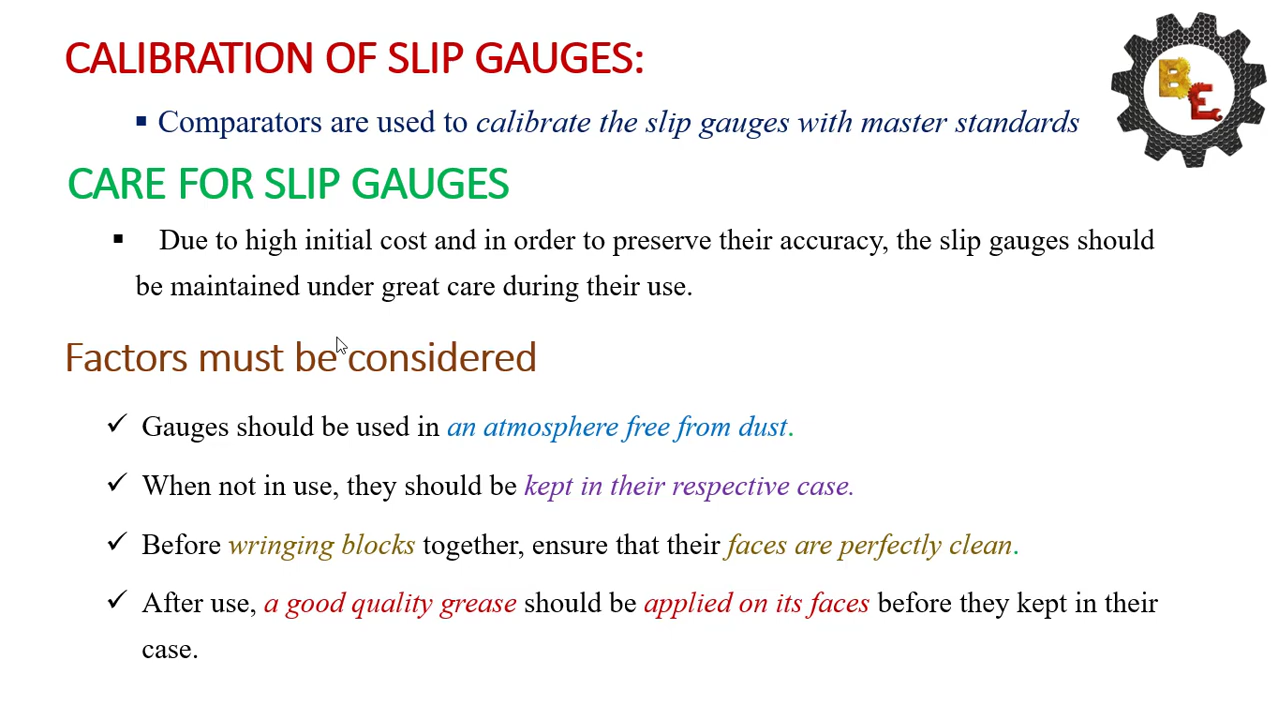 CALIBRATION OF SLIP GAUGES:
▪ Comparators are used to calibrate the slip gauges with master standards
CARE FOR SLIP GAUGES
▪ Due to high initial cost and in order to preserve their accuracy, the slip gauges should
be maintained under great care during their use.
Factors must be considered
✓ Gauges should be used in an atmosphere free from dust.
✓ When not in use, they should be kept in their respective case.
✓ Before wringing blocks together, ensure that their faces are perfectly clean.
✓ After use, a good quality grease should be applied on its faces before they kept in their
case.
BE